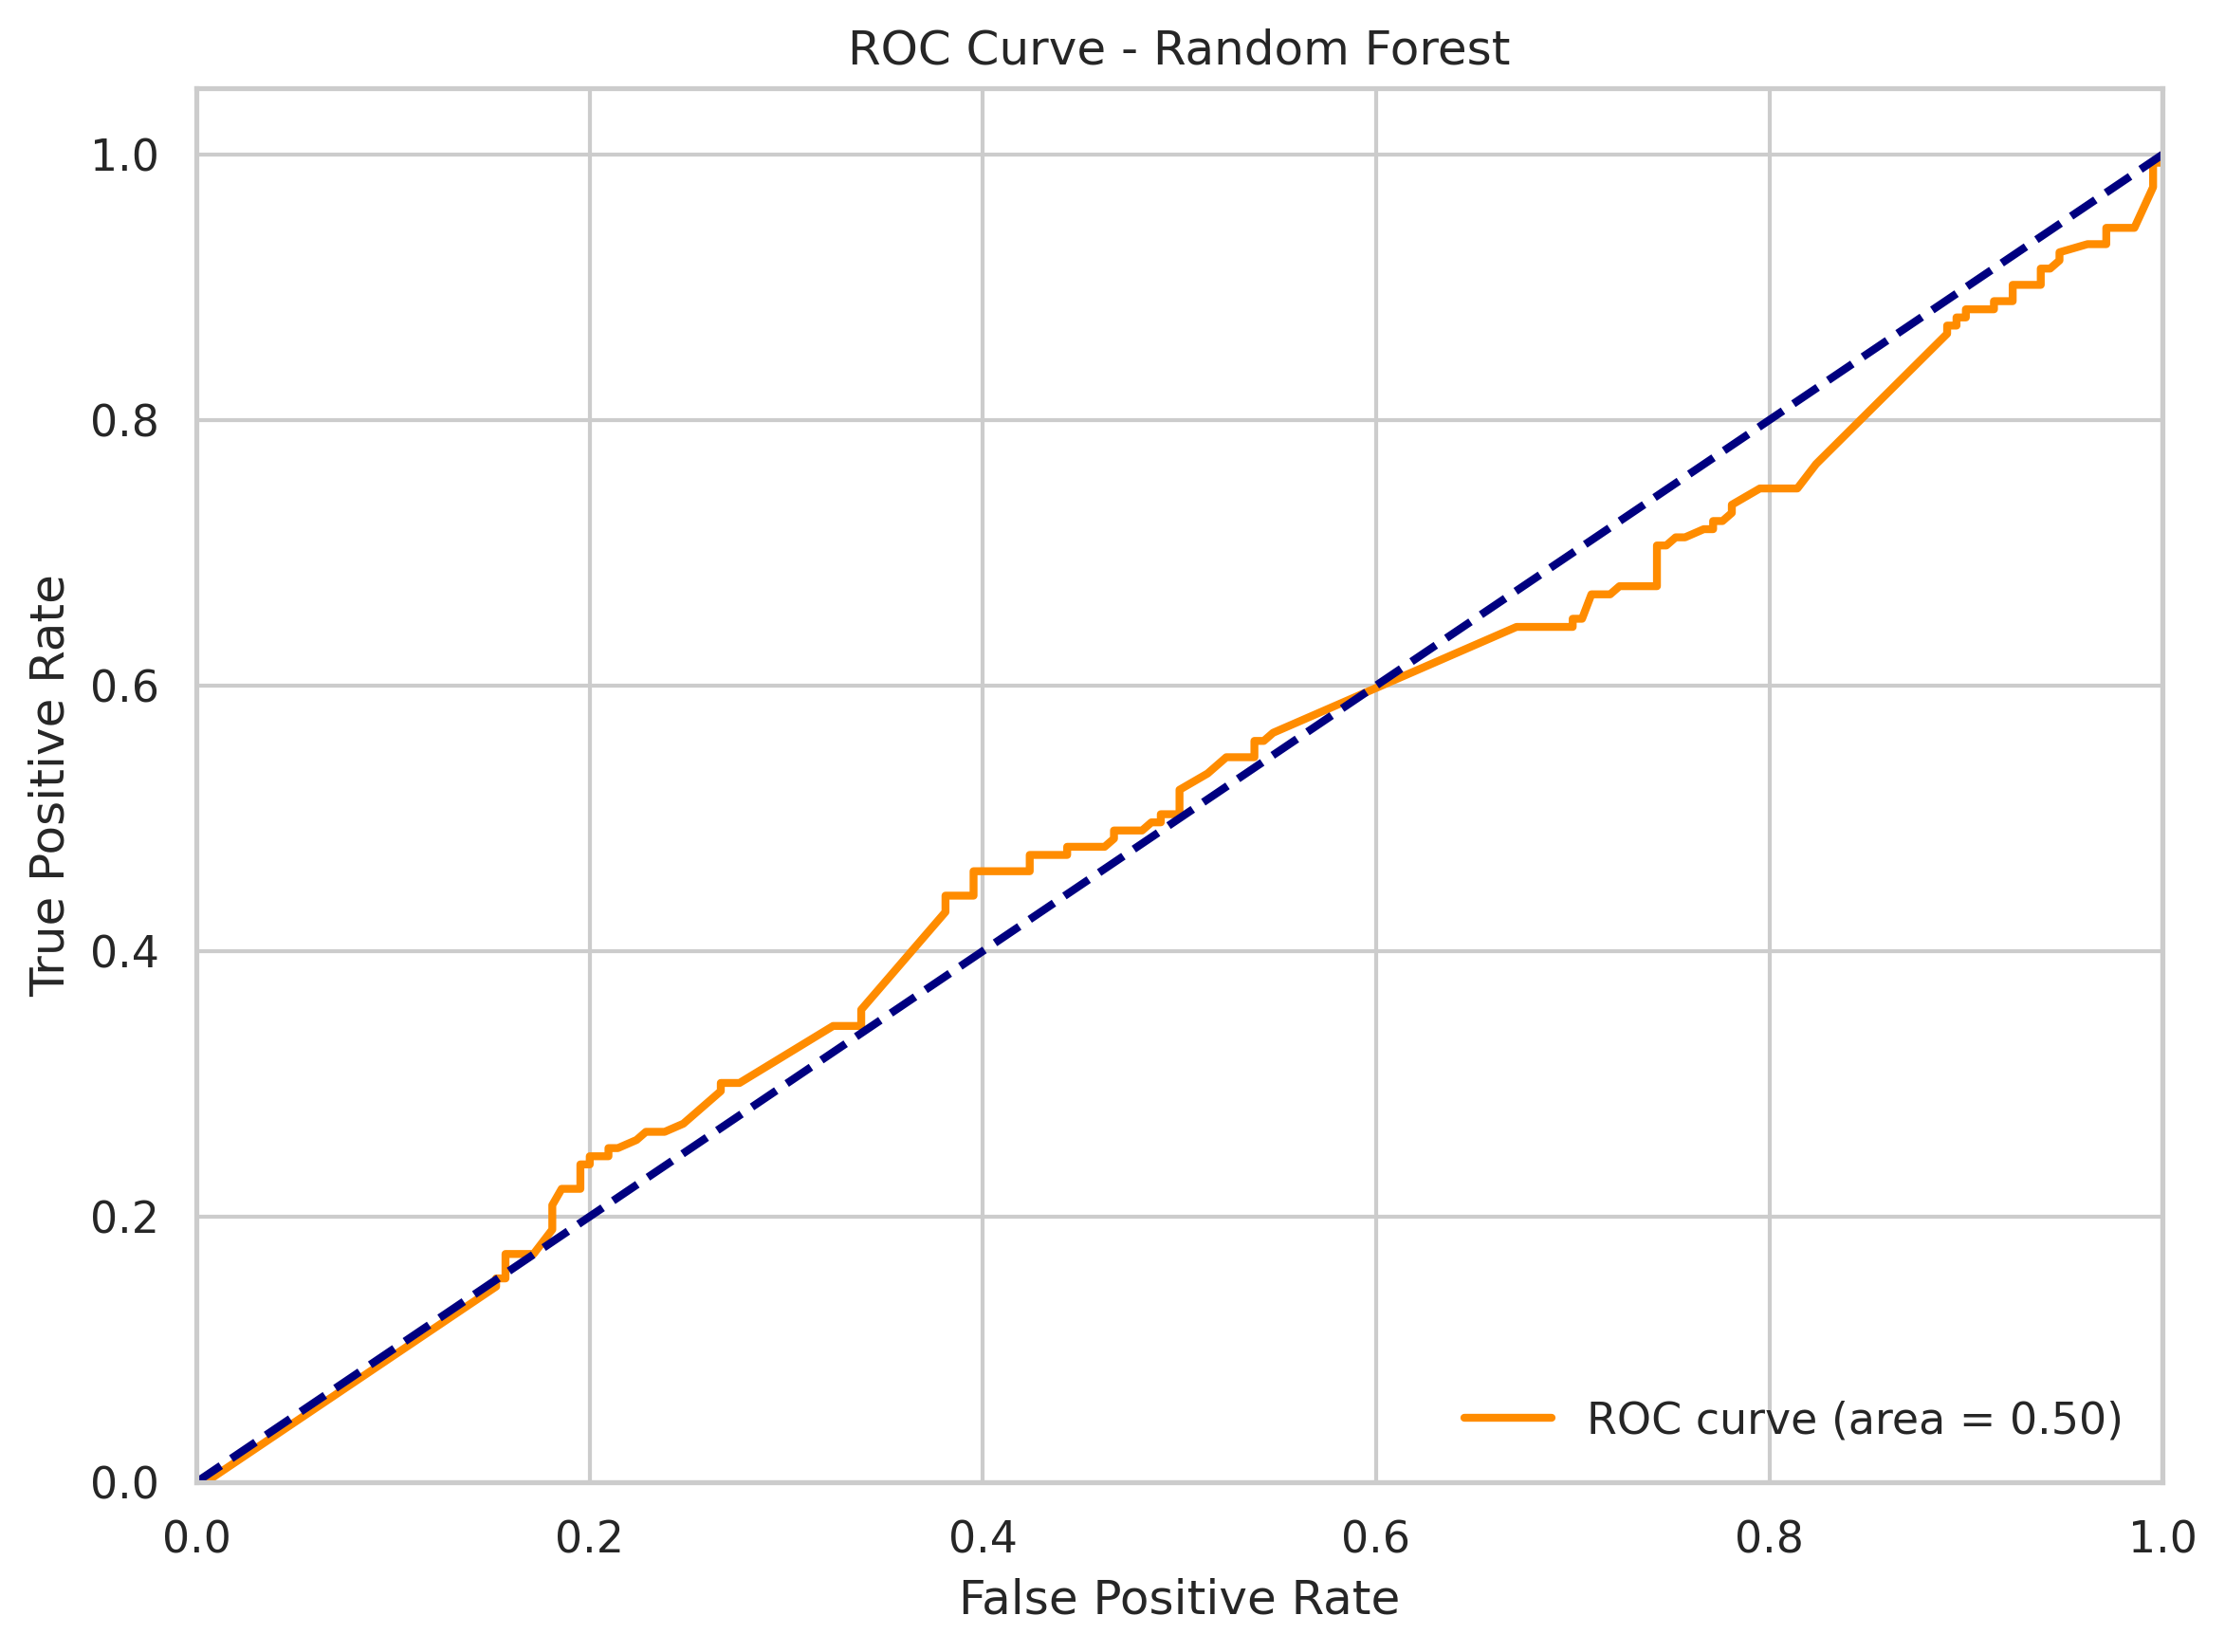 ROC Curve - Random Forest
1.0
0.8
0.6
0.4
0.2
0.0
True Positive Rate
ROC curve (area = 0.50)
0.0 0.2 0.4 0.6 0.8 1.0
False Positive Rate